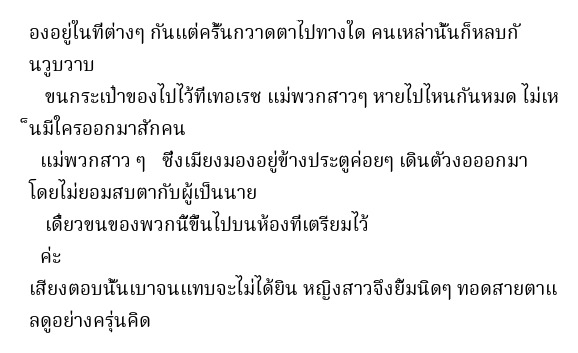 องอยู่ในที่ต่างๆ กันแต่ครั้นกวาดตาไปทางใด คนเหล่านั้นก็หลบกั
นวูบวาบ
ขนกระเป๋าของไปไว้ที่เทอเรซ แม่พวกสาวๆ หายไปไหนกันหมด ไม่เห
็นมีใครออกมาสักคน
แม่พวกสาว ๆ   ซึ่งเมียงมองอยู่ข้างประตูค่อยๆ เดินตัวงอออกมา
โดยไม่ยอมสบตากับผู้เป็นนาย
เดี๋ยวขนของพวกนี้ขึ้นไปบนห้องที่เตรียมไว้
ค่ะ
เสียงตอบนั้นเบาจนแทบจะไม่ได้ยิน หญิงสาวจึงยิ้มนิดๆ ทอดสายตาแ
ลดูอย่างครุ่นคิด